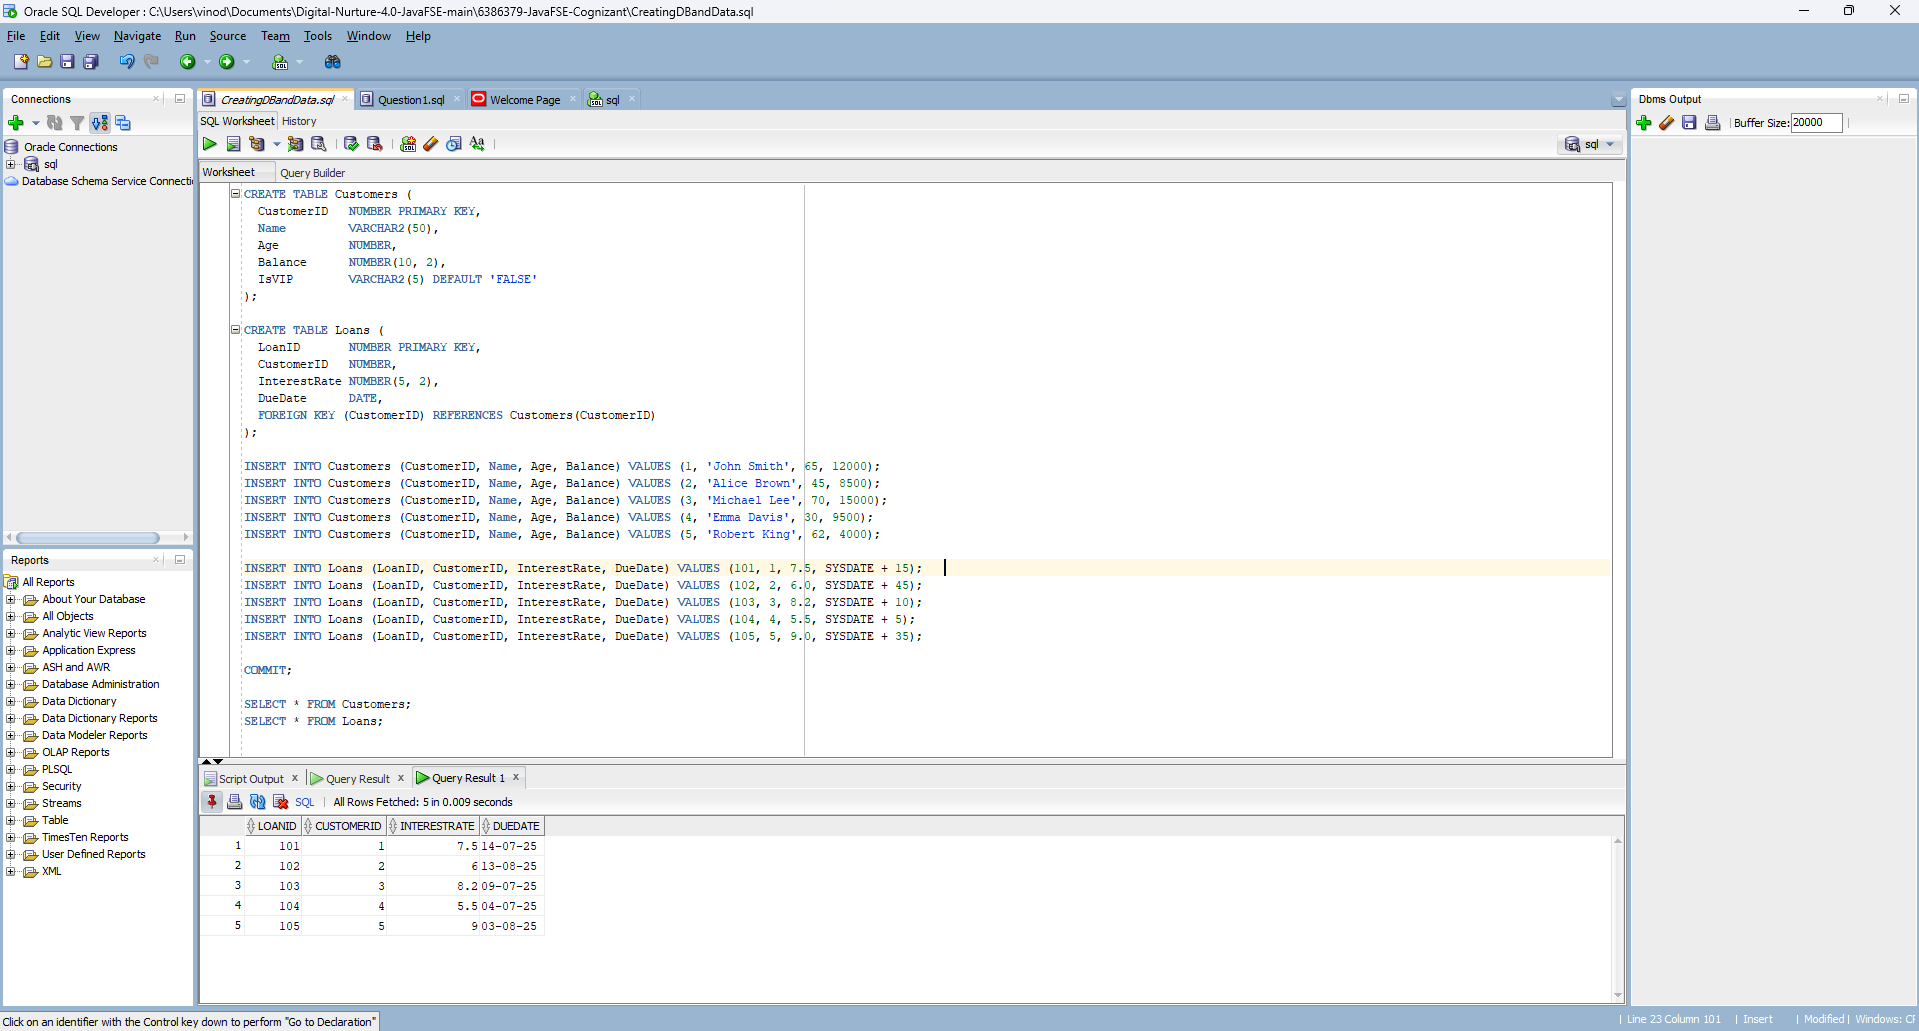 Oracle SQL Developer : C:\Users\vinod\Documents\Digital-Nurture-4.0-JavaFSE-main\6386379-JavaFSE-Cognizant\CreatingDBandData.sql
File Edit View Navigate Run Source Team Tools Window Help
Connections
Oracle Connections
sql
Database Schema Service Connecti
Reports
All Reports
About Your Database
All Objects
Analytic View Reports
Application Express
ASH and AWR
Database Administration
Data Dictionary
Data Dictionary Reports
Data Modeler Reports
OLAP Reports
PLSQL
Security
Streams
Table
TimesTen Reports
User Defined Reports
XML
CreatingDBandData.sql Question1.sql Welcome Page sql
SQL Worksheet History
sql
Worksheet Query Builder
CREATE TABLE Customers (
CustomerID NUMBER PRIMARY KEY,
Name VARCHAR2(50),
Age NUMBER,
Balance NUMBER(10, 2),
IsVIP VARCHAR2(5) DEFAULT 'FALSE'
);
CREATE TABLE Loans (
LoanID NUMBER PRIMARY KEY,
CustomerID NUMBER,
InterestRate NUMBER(5, 2),
DueDate DATE,
FOREIGN KEY (CustomerID) REFERENCES Customers(CustomerID)
);
INSERT INTO Customers (CustomerID, Name, Age, Balance) VALUES (1, 'John Smith', 65, 12000);
INSERT INTO Customers (CustomerID, Name, Age, Balance) VALUES (2, 'Alice Brown', 45, 8500);
INSERT INTO Customers (CustomerID, Name, Age, Balance) VALUES (3, 'Michael Lee', 70, 15000);
INSERT INTO Customers (CustomerID, Name, Age, Balance) VALUES (4, 'Emma Davis', 30, 9500);
INSERT INTO Customers (CustomerID, Name, Age, Balance) VALUES (5, 'Robert King', 62, 4000);
INSERT INTO Loans (LoanID, CustomerID, InterestRate, DueDate) VALUES (101, 1, 7.5, SYSDATE + 15);
INSERT INTO Loans (LoanID, CustomerID, InterestRate, DueDate) VALUES (102, 2, 6.0, SYSDATE + 45);
INSERT INTO Loans (LoanID, CustomerID, InterestRate, DueDate) VALUES (103, 3, 8.2, SYSDATE + 10);
INSERT INTO Loans (LoanID, CustomerID, InterestRate, DueDate) VALUES (104, 4, 5.5, SYSDATE + 5);
INSERT INTO Loans (LoanID, CustomerID, InterestRate, DueDate) VALUES (105, 5, 9.0, SYSDATE + 35);
COMMIT;
SELECT * FROM Customers;
SELECT * FROM Loans;
Script Output Query Result Query Result 1
SQL All Rows Fetched: 5 in 0.009 seconds
LOANID CUSTOMERID INTERESTRATE DUEDATE
1 101 1 7.5 14-07-25
2 102 2 6 13-08-25
3 103 3 8.2 09-07-25
4 104 4 5.5 04-07-25
5 105 5 9 03-08-25
Dbms Output
Buffer Size: 20000
Click on an identifier with the Control key down to perform "Go to Declaration"
Line 23 Column 101 Insert Modified Windows: CF